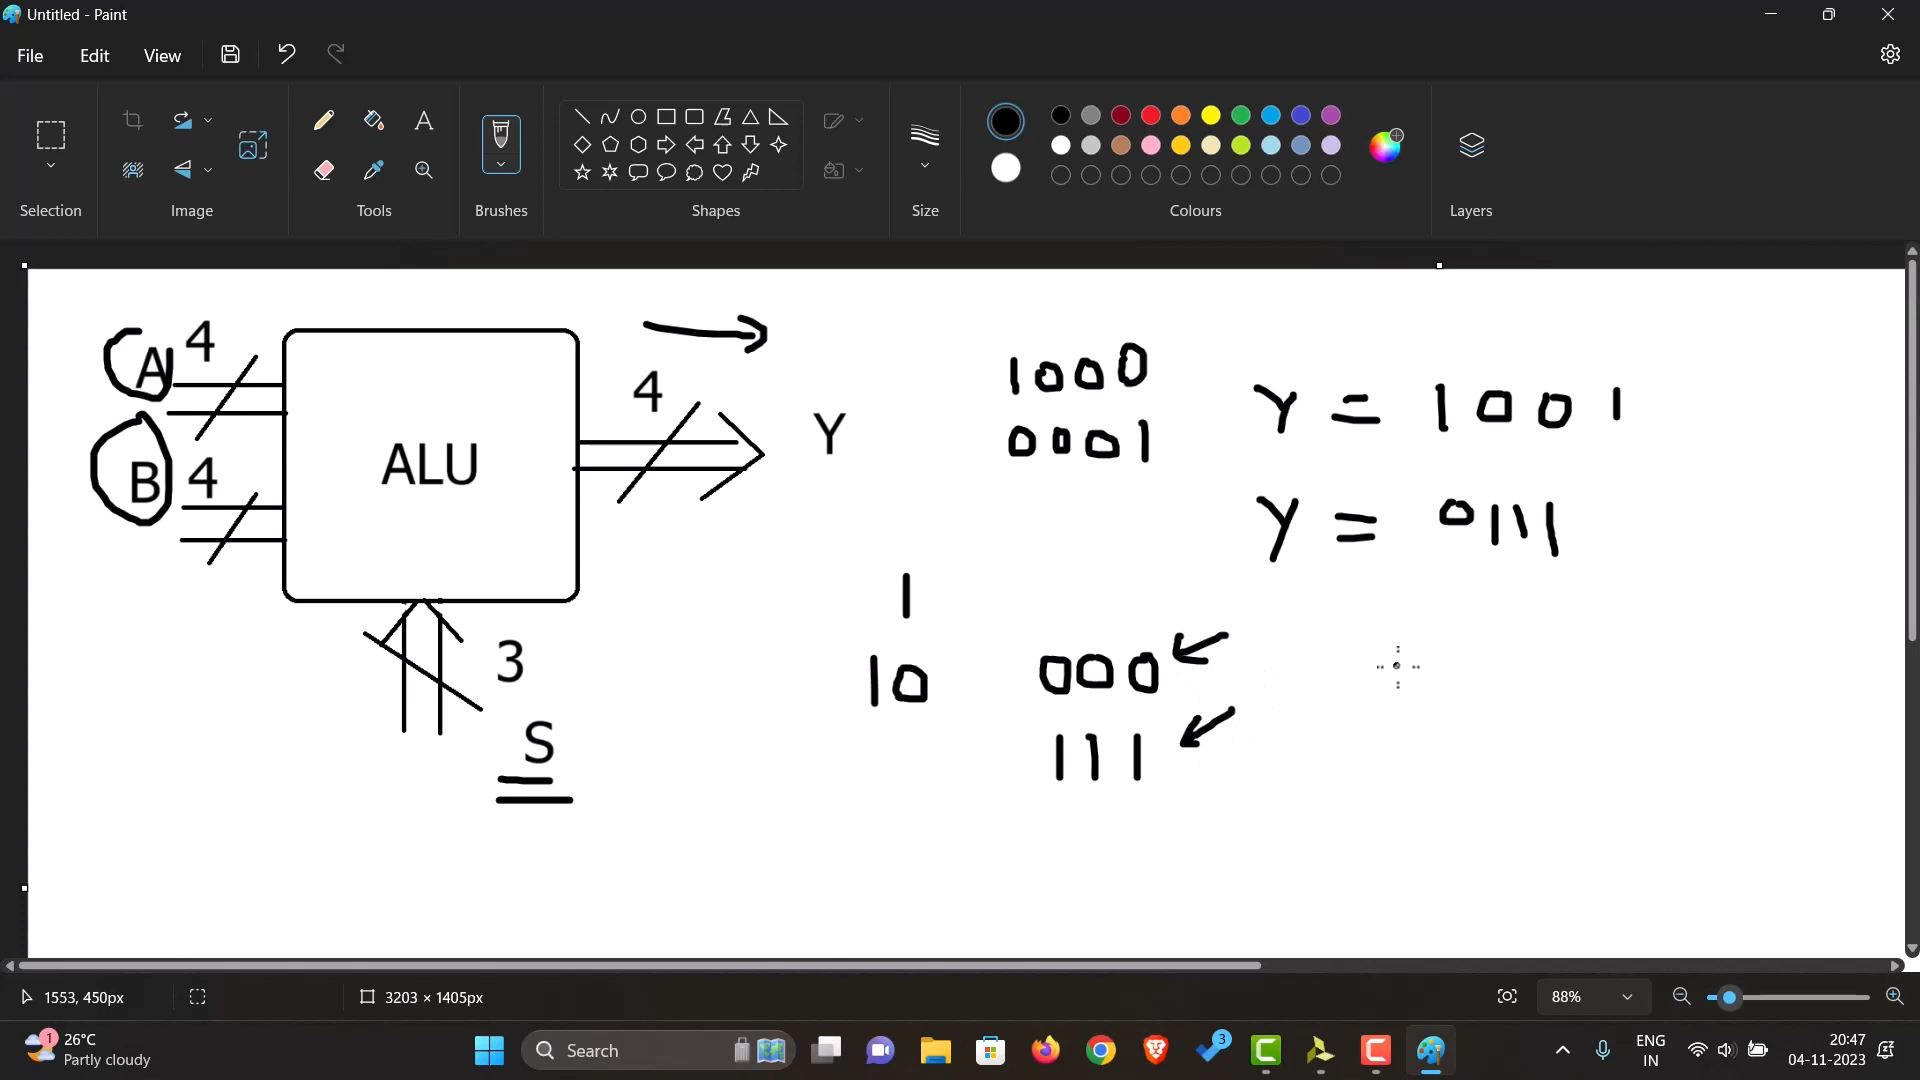 Untitled - Paint
File Edit View
Selection Image Tools Brushes Shapes Size Colours Layers
A 4
B 4
ALU
4
Y
3
S
1000
0001
Y = 1001
Y = 0111
1
10
000
111
1553, 450px
3203 × 1405px
88%
1 26°C
Partly cloudy
Search
3
ENG
IN
20:47
04-11-2023